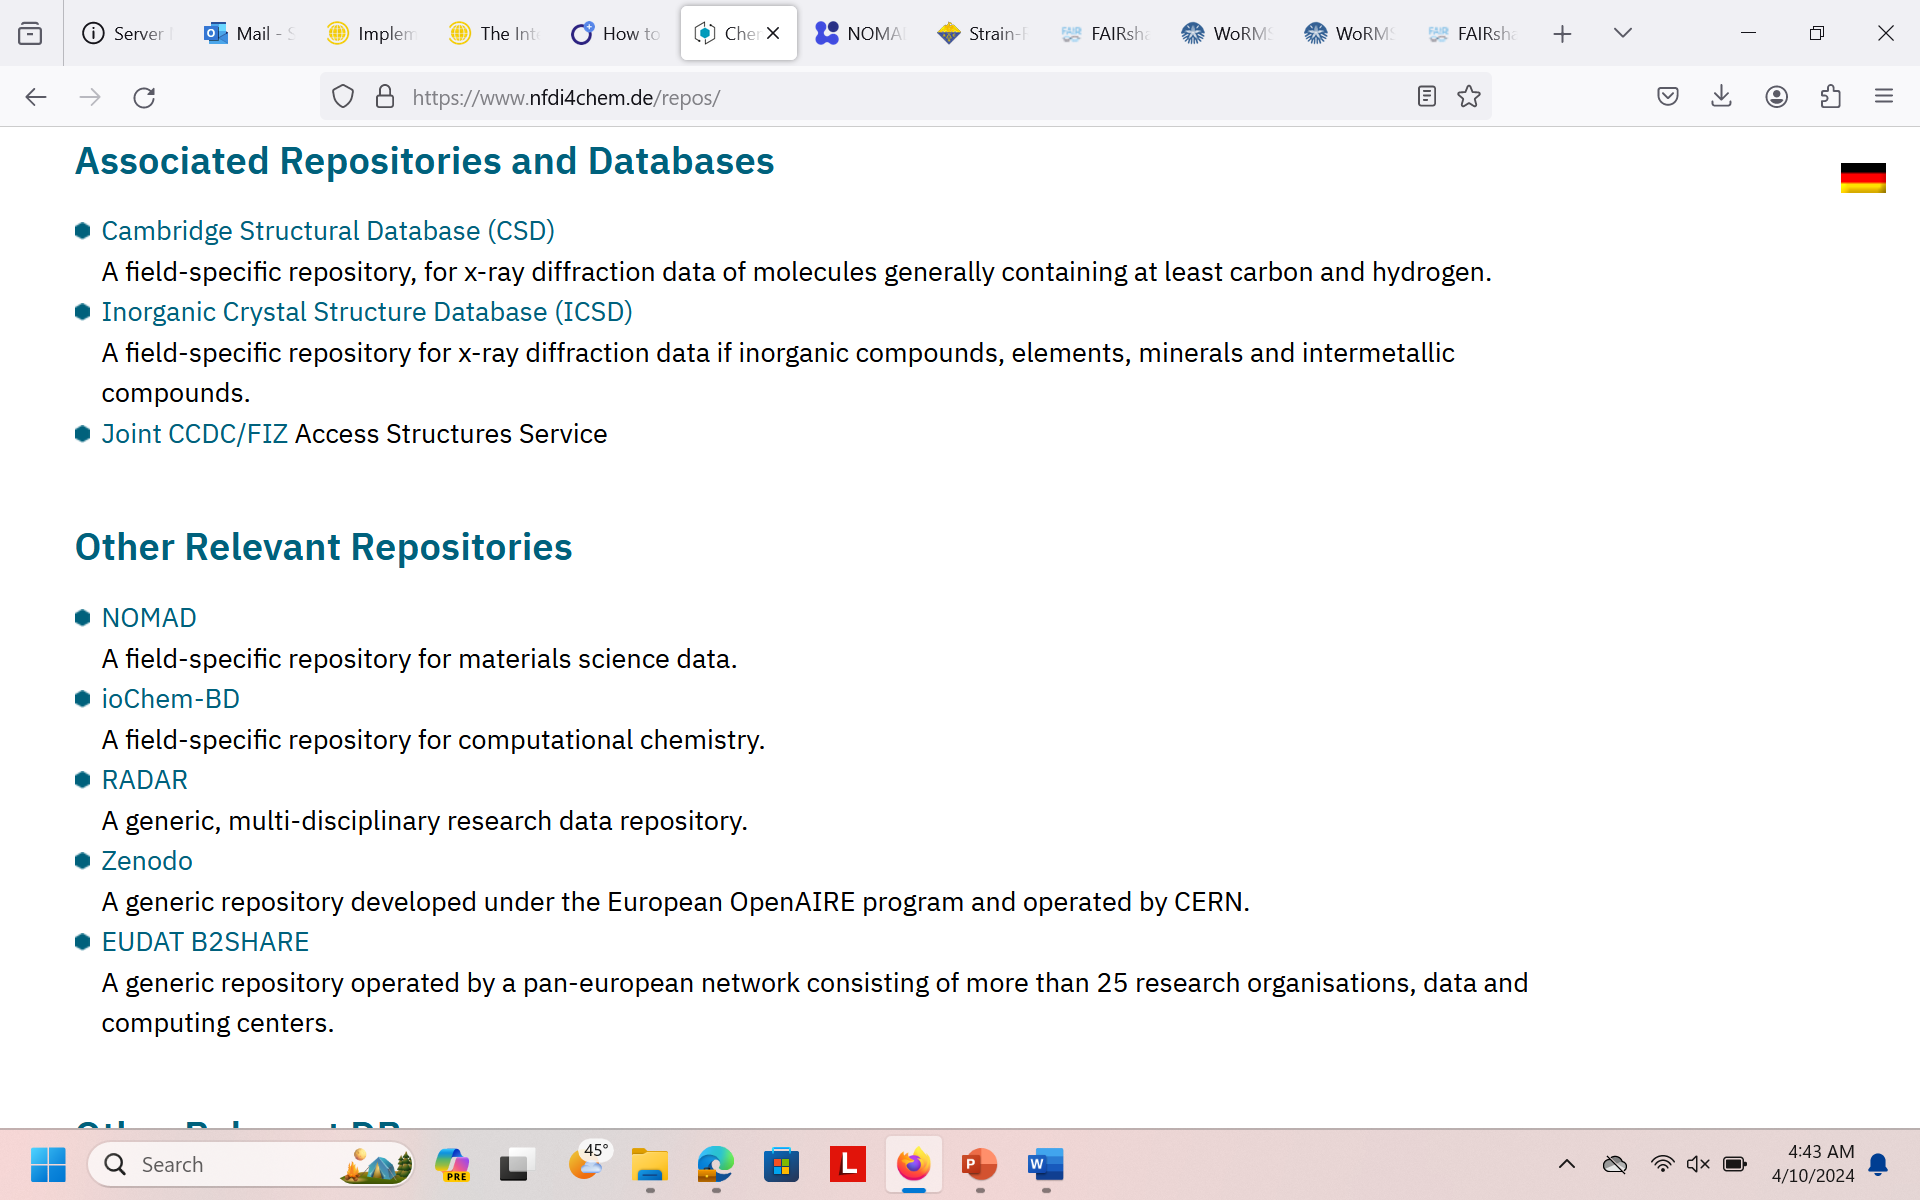 Server
Mail - S
Implem
The Int
How to
Che
NOMA
Strain-
FAIRsha
WoRMS
WoRMS
FAIRsha
https://www.nfdi4chem.de/repos/
Associated Repositories and Databases
Cambridge Structural Database (CSD)
A field-specific repository, for x-ray diffraction data of molecules generally containing at least carbon and hydrogen.
Inorganic Crystal Structure Database (ICSD)
A field-specific repository for x-ray diffraction data if inorganic compounds, elements, minerals and intermetallic
compounds.
Joint CCDC/FIZ Access Structures Service
Other Relevant Repositories
NOMAD
A field-specific repository for materials science data.
ioChem-BD
A field-specific repository for computational chemistry.
RADAR
A generic, multi-disciplinary research data repository.
Zenodo
A generic repository developed under the European OpenAIRE program and operated by CERN.
EUDAT B2SHARE
A generic repository operated by a pan-european network consisting of more than 25 research organisations, data and
computing centers.
Search
PRE
45°
L
P
W
4:43 AM
4/10/2024